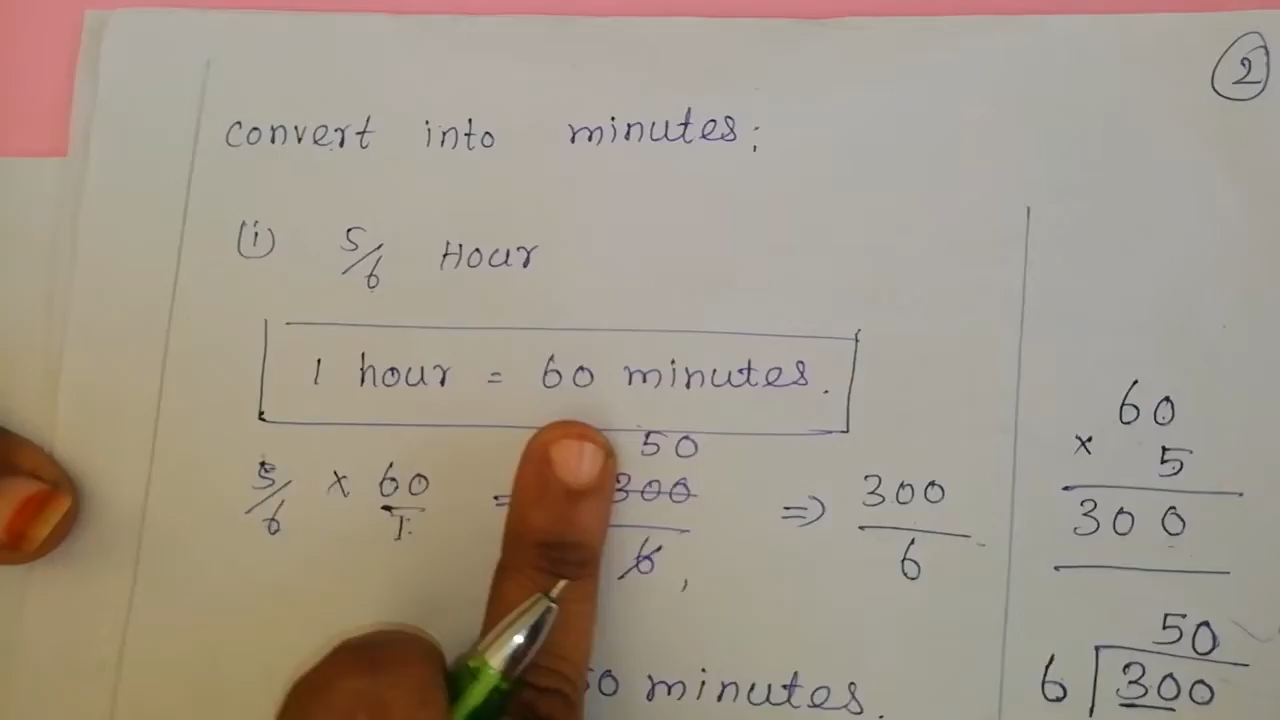 2
convert into minutes:
(i) 5/6 Hour
1 hour = 60 minutes.
5/6 × 60/1 = 300/6, 50 => 300/6
50 minutes.
60
× 5
300
50
6 ) 300